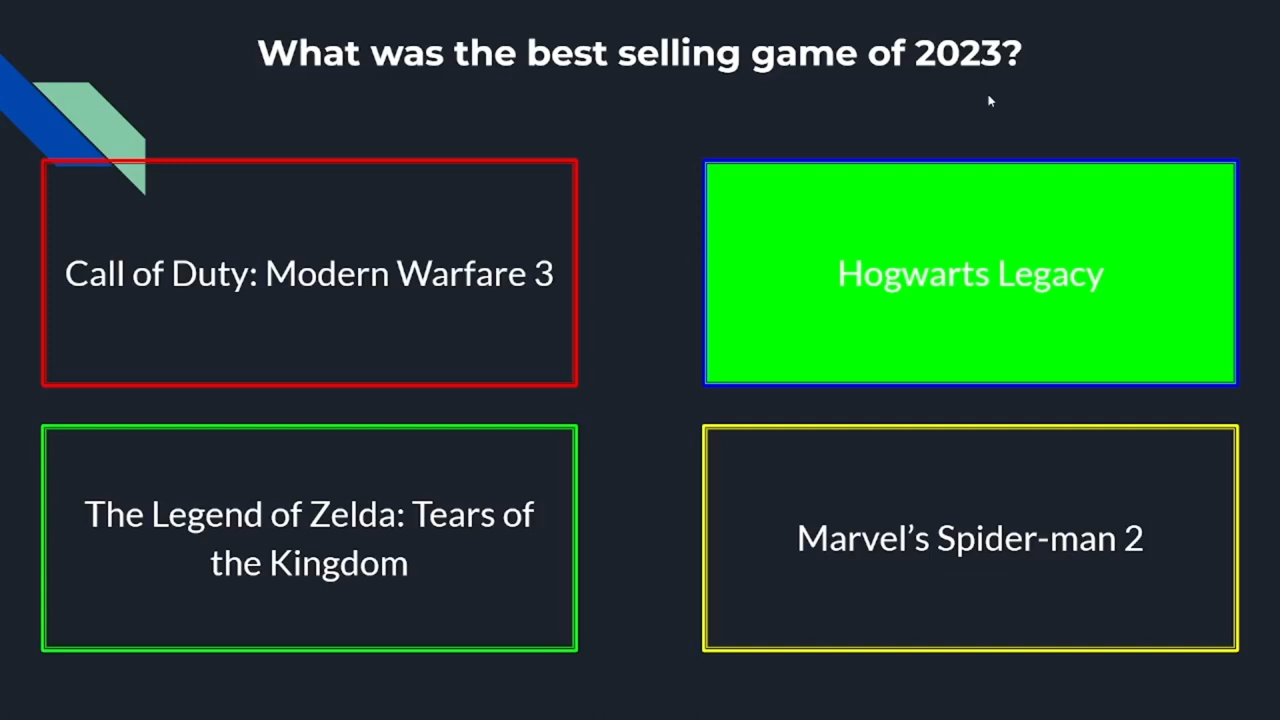 What was the best selling game of 2023?
Call of Duty: Modern Warfare 3
Hogwarts Legacy
The Legend of Zelda: Tears of
the Kingdom
Marvel’s Spider-man 2